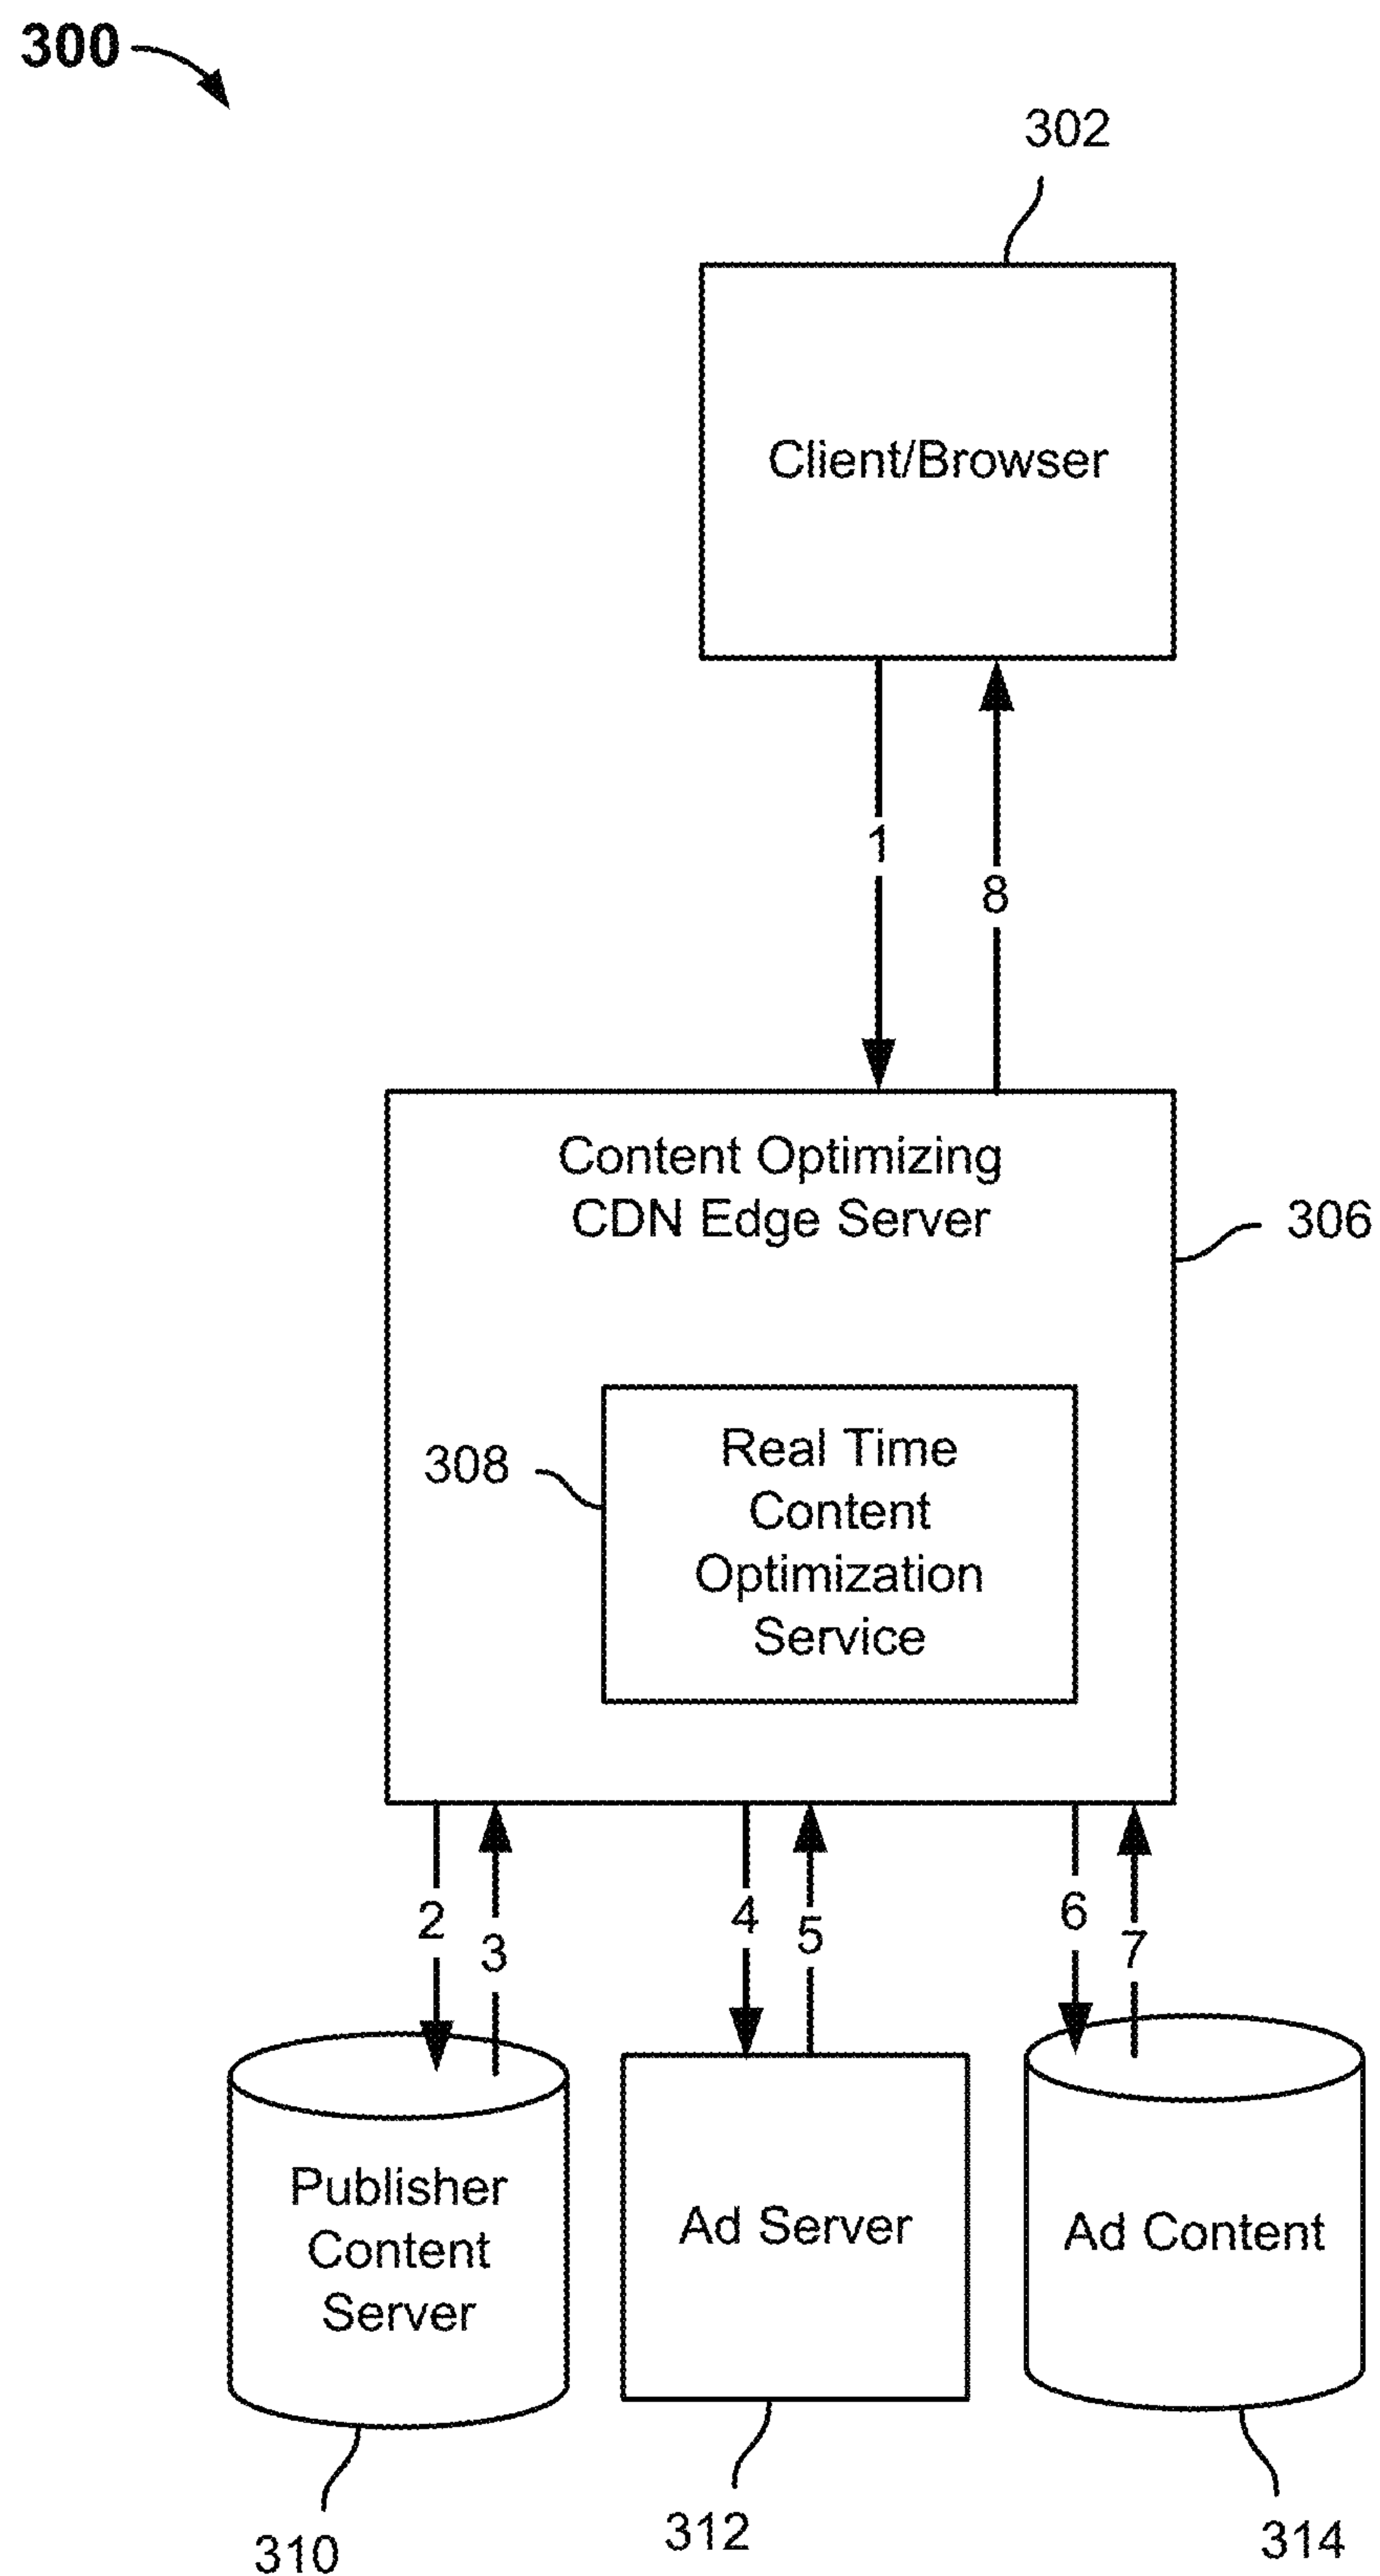 300
302
Client/Browser
1
8
Content Optimizing
CDN Edge Server
306
308
Real Time
Content
Optimization
Service
2
3
4
5
6
7
Publisher
Content
Server
Ad Server
Ad Content
310
312
314